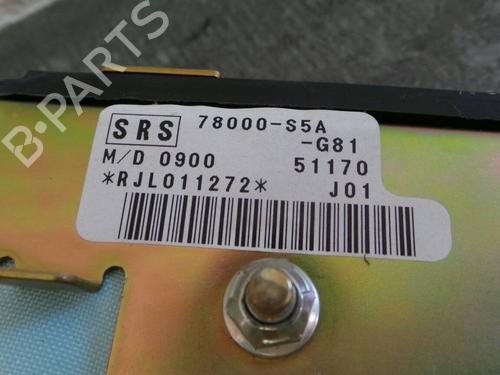 SRS 78000-S5A
-G81
M/D 0900 51170
*RJL011272* J01
B-PARTS